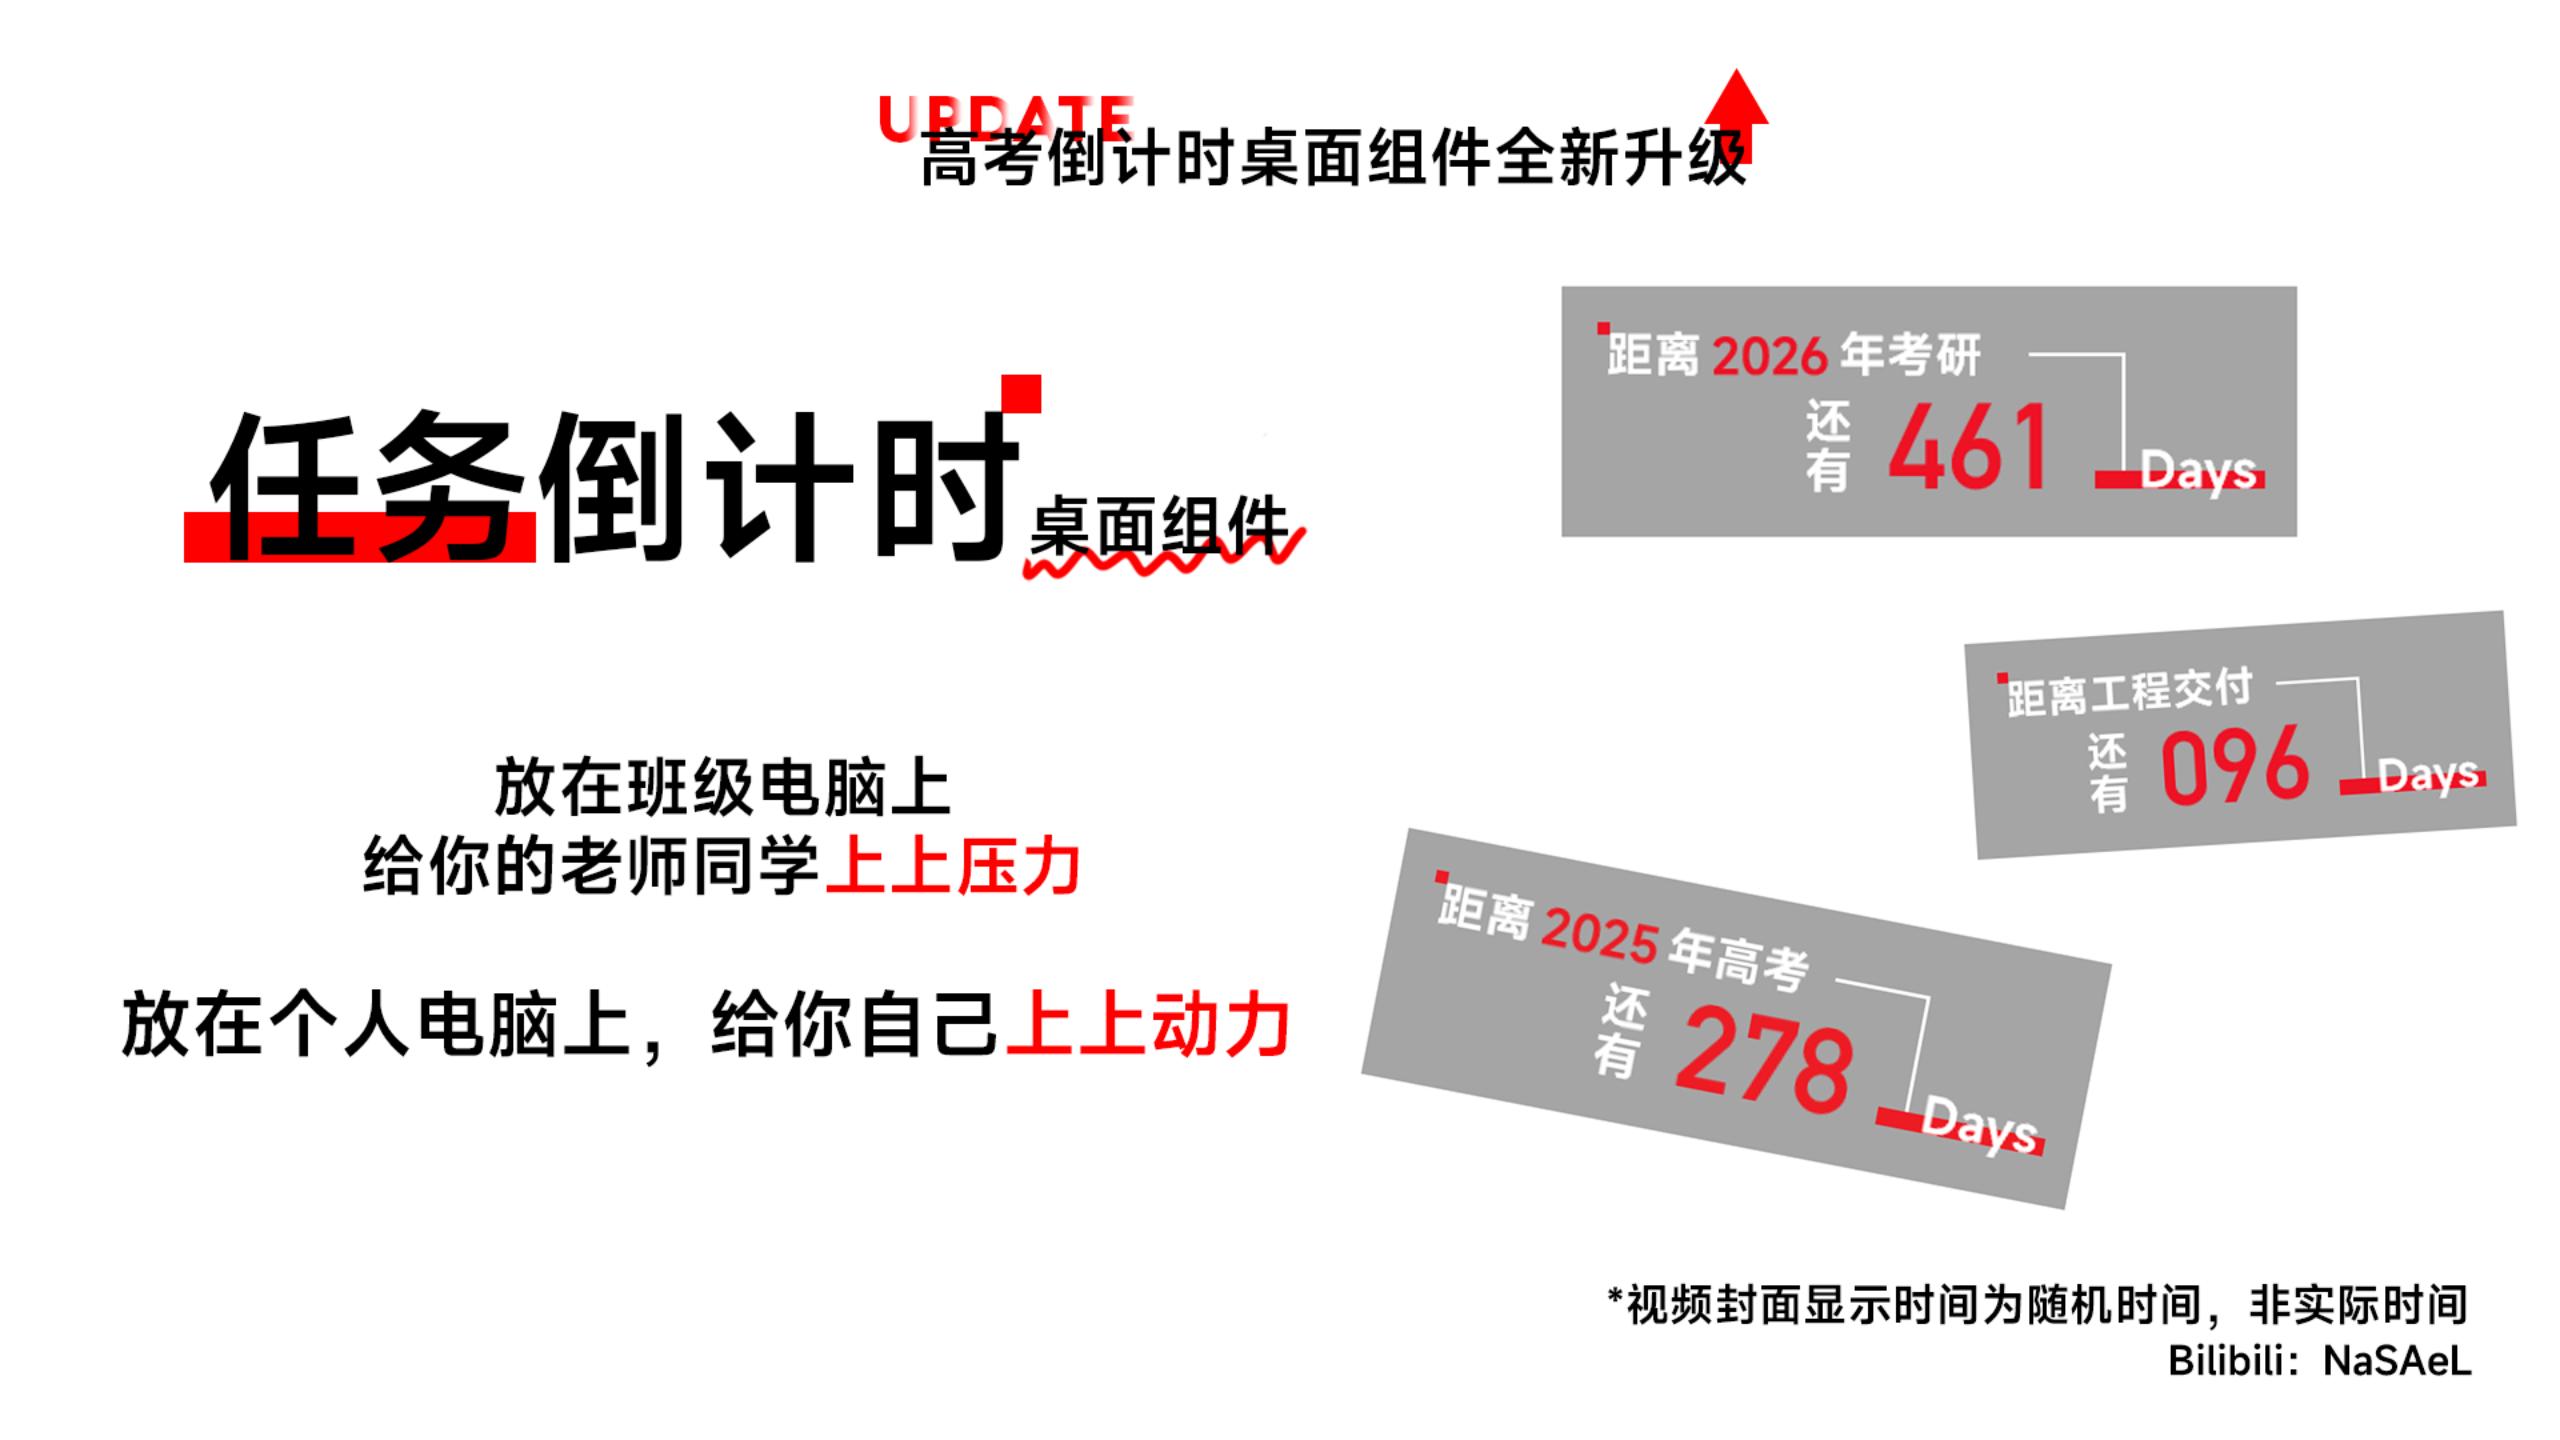 UPDATE
高考倒计时桌面组件全新升级
任务倒计时
桌面组件
放在班级电脑上
给你的老师同学上上压力
放在个人电脑上，给你自己上上动力
距离 2026 年考研
还有 461 Days
距离工程交付
还有 096 Days
距离 2025 年高考
还有 278 Days
*视频封面显示时间为随机时间，非实际时间
Bilibili：NaSAeL